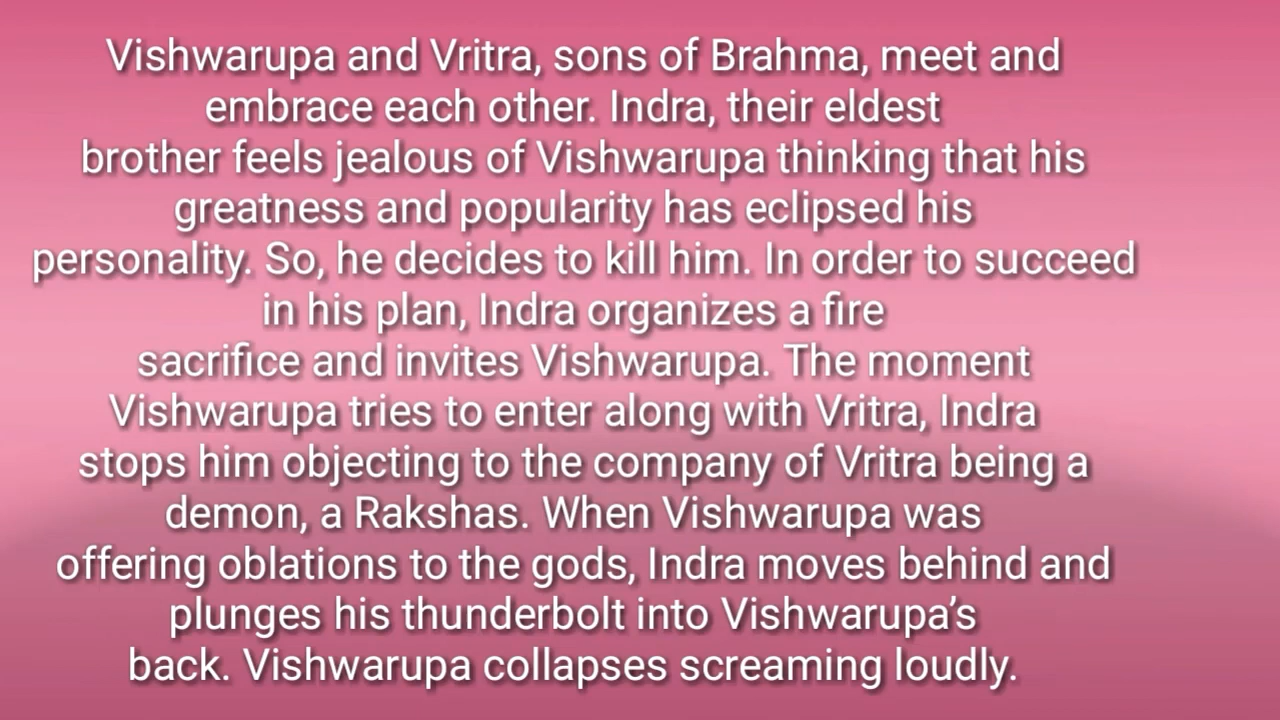 Vishwarupa and Vritra, sons of Brahma, meet and
embrace each other. Indra, their eldest
brother feels jealous of Vishwarupa thinking that his
greatness and popularity has eclipsed his
personality. So, he decides to kill him. In order to succeed
in his plan, Indra organizes a fire
sacrifice and invites Vishwarupa. The moment
Vishwarupa tries to enter along with Vritra, Indra
stops him objecting to the company of Vritra being a
demon, a Rakshas. When Vishwarupa was
offering oblations to the gods, Indra moves behind and
plunges his thunderbolt into Vishwarupa’s
back. Vishwarupa collapses screaming loudly.